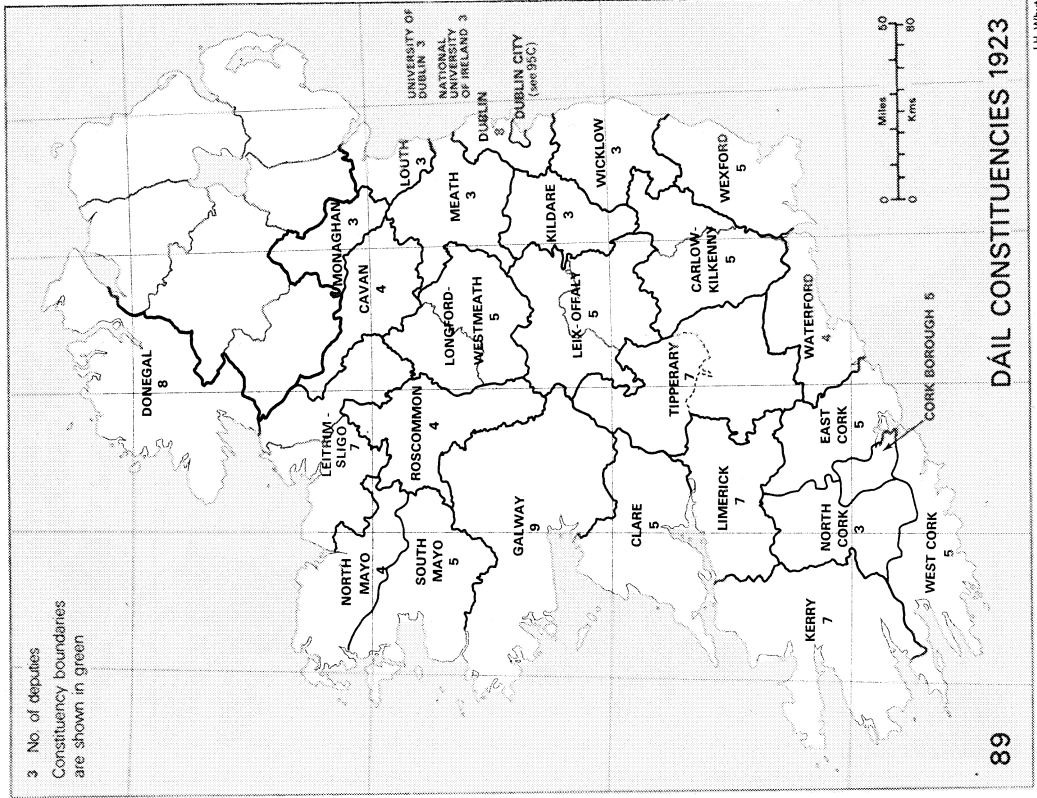 3 No. of deputies
Constituency boundaries
are shown in green
DONEGAL
8
UNIVERSITY OF
DUBLIN 3
NATIONAL
UNIVERSITY
OF IRELAND 3
LEITRIM -
SLIGO
7
MONAGHAN
3
CAVAN
4
LOUTH
3
NORTH
MAYO
4
SOUTH
MAYO
5
ROSCOMMON
4
LONGFORD-
WESTMEATH
5
MEATH
3
DUBLIN
8
DUBLIN CITY
(see 95C)
GALWAY
9
LEIX-OFFALY
5
KILDARE
3
WICKLOW
3
CLARE
5
TIPPERARY
7
CARLOW-
KILKENNY
5
WEXFORD
5
LIMERICK
7
KERRY
7
NORTH
CORK
3
EAST
CORK
5
WATERFORD
4
WEST CORK
5
CORK BOROUGH 5
0 Miles 50
0 Kms 80
89
DÁIL CONSTITUENCIES 1923